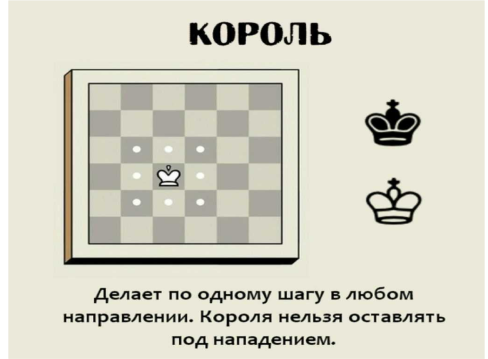 КОРОЛЬ
Делает по одному шагу в любом
направлении. Короля нельзя оставлять
под нападением.